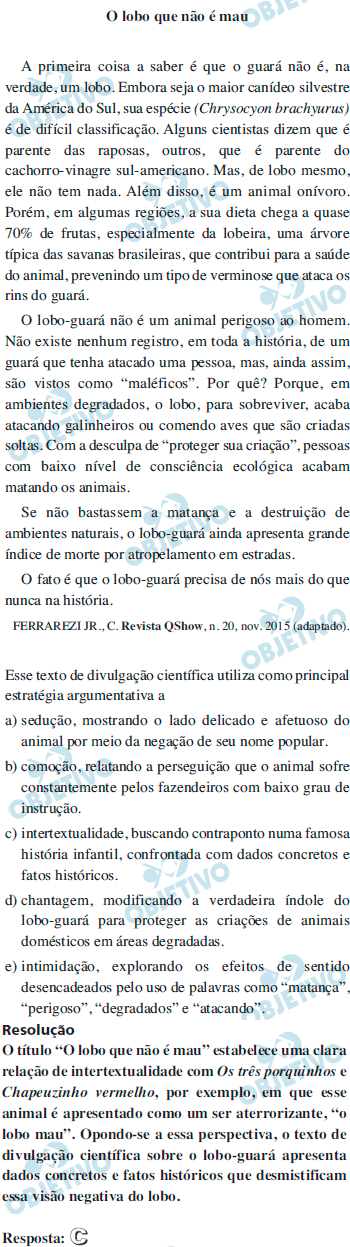 O lobo que não é mau
A primeira coisa a saber é que o guará não é, na
verdade, um lobo. Embora seja o maior canídeo silvestre
da América do Sul, sua espécie (Chrysocyon brachyurus)
é de difícil classificação. Alguns cientistas dizem que é
parente das raposas, outros, que é parente do
cachorro-vinagre sul-americano. Mas, de lobo mesmo,
ele não tem nada. Além disso, é um animal onívoro.
Porém, em algumas regiões, a sua dieta chega a quase
70% de frutas, especialmente da lobeira, uma árvore
típica das savanas brasileiras, que contribui para a saúde
do animal, prevenindo um tipo de verminose que ataca os
rins do guará.
O lobo-guará não é um animal perigoso ao homem.
Não existe nenhum registro, em toda a história, de um
guará que tenha atacado uma pessoa, mas, ainda assim,
são vistos como “maléficos”. Por quê? Porque, em
ambientes degradados, o lobo, para sobreviver, acaba
atacando galinheiros ou comendo aves que são criadas
soltas. Com a desculpa de “proteger sua criação”, pessoas
com baixo nível de consciência ecológica acabam
matando os animais.
Se não bastassem a matança e a destruição de
ambientes naturais, o lobo-guará ainda apresenta grande
índice de morte por atropelamento em estradas.
O fato é que o lobo-guará precisa de nós mais do que
nunca na história.
FERRAREZI JR., C. Revista QShow, n. 20, nov. 2015 (adaptado).
Esse texto de divulgação científica utiliza como principal
estratégia argumentativa a
a) sedução, mostrando o lado delicado e afetuoso do
animal por meio da negação de seu nome popular.
b) comoção, relatando a perseguição que o animal sofre
constantemente pelos fazendeiros com baixo grau de
instrução.
c) intertextualidade, buscando contraponto numa famosa
história infantil, confrontada com dados concretos e
fatos históricos.
d) chantagem, modificando a verdadeira índole do
lobo-guará para proteger as criações de animais
domésticos em áreas degradadas.
e) intimidação, explorando os efeitos de sentido
desencadeados pelo uso de palavras como “matança”,
“perigoso”, “degradados” e “atacando”.
Resolução
O título “O lobo que não é mau” estabelece uma clara
relação de intertextualidade com Os três porquinhos e
Chapeuzinho vermelho, por exemplo, em que esse
animal é apresentado como um ser aterrorizante, “o
lobo mau”. Opondo-se a essa perspectiva, o texto de
divulgação científica sobre o lobo-guará apresenta
dados concretos e fatos históricos que desmistificam
essa visão negativa do lobo.
Resposta: C